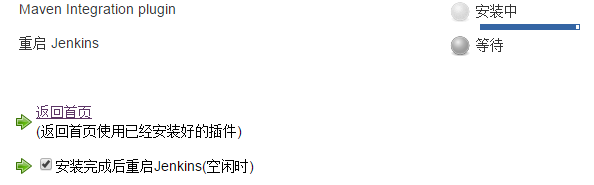 Maven Integration plugin
安装中
重启 Jenkins
等待
返回首页
(返回首页使用已经安装好的插件)
安装完成后重启Jenkins(空闲时)